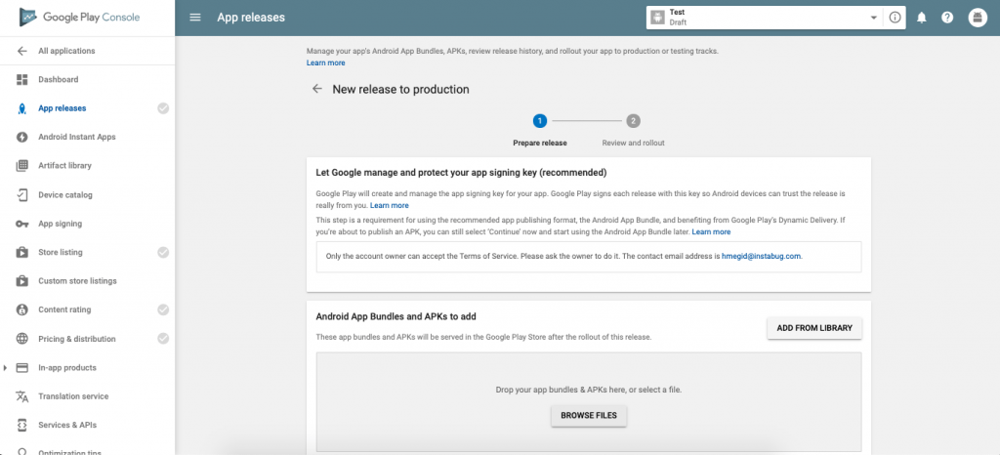 Google Play Console
App releases
Test
Draft
All applications
Dashboard
App releases
Android Instant Apps
Artifact library
Device catalog
App signing
Store listing
Custom store listings
Content rating
Pricing & distribution
In-app products
Translation service
Services & APIs
Optimization tips
Manage your app's Android App Bundles, APKs, review release history, and rollout your app to production or testing tracks.
Learn more
New release to production
1
2
Prepare release
Review and rollout
Let Google manage and protect your app signing key (recommended)
Google Play will create and manage the app signing key for your app. Google Play signs each release with this key so Android devices can trust the release is
really from you. Learn more
This step is a requirement for using the recommended app publishing format, the Android App Bundle, and benefiting from Google Play's Dynamic Delivery. If
you're about to publish an APK, you can still select 'Continue' now and start using the Android App Bundle later. Learn more
Only the account owner can accept the Terms of Service. Please ask the owner to do it. The contact email address is hmegid@instabug.com.
Android App Bundles and APKs to add
ADD FROM LIBRARY
These app bundles and APKs will be served in the Google Play Store after the rollout of this release.
Drop your app bundles & APKs here, or select a file.
BROWSE FILES